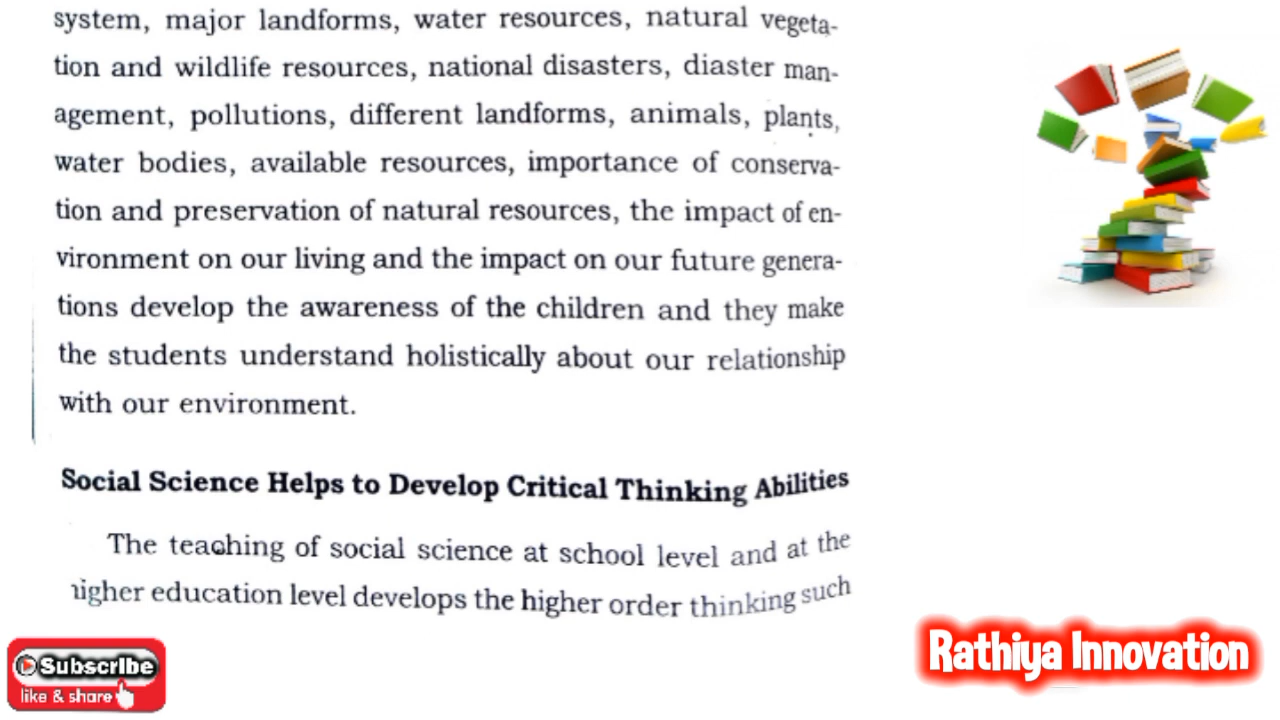 system, major landforms, water resources, natural vegeta-
tion and wildlife resources, national disasters, diaster man-
agement, pollutions, different landforms, animals, plants,
water bodies, available resources, importance of conserva-
tion and preservation of natural resources, the impact of en-
vironment on our living and the impact on our future genera-
tions develop the awareness of the children and they make
the students understand holistically about our relationship
with our environment.
Social Science Helps to Develop Critical Thinking Abilities
The teaching of social science at school level and at the
higher education level develops the higher order thinking such
Subscribe
like & share
Rathiya Innovation